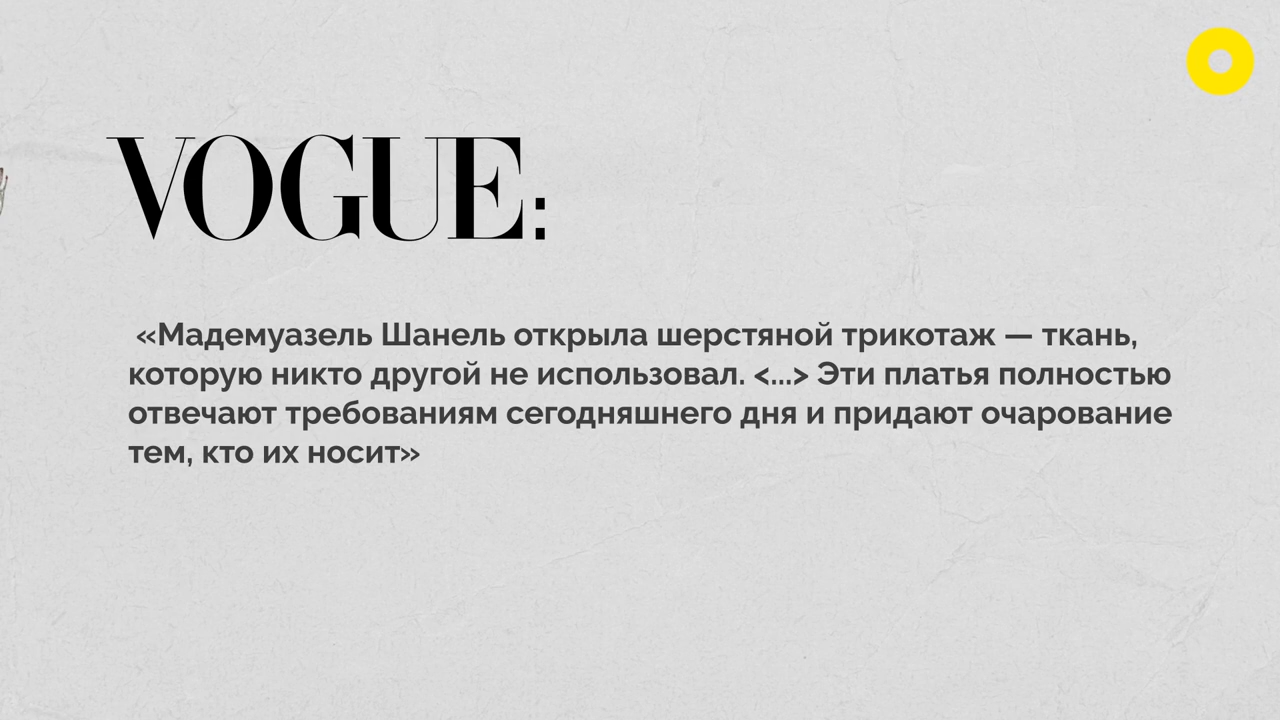 VOGUE:
«Мадемуазель Шанель открыла шерстяной трикотаж — ткань,
которую никто другой не использовал. <...> Эти платья полностью
отвечают требованиям сегодняшнего дня и придают очарование
тем, кто их носит»